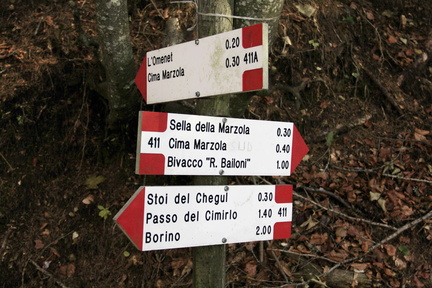 L'Omenet 0.20
Cima Marzola 0.30
411A
Sella della Marzola 0.30
411 Cima Marzola 0.40
Bivacco "R. Bailoni" 1.00
Stoi del Chegul 0.30
Passo del Cimirlo 1.40 411
Borino 2.00